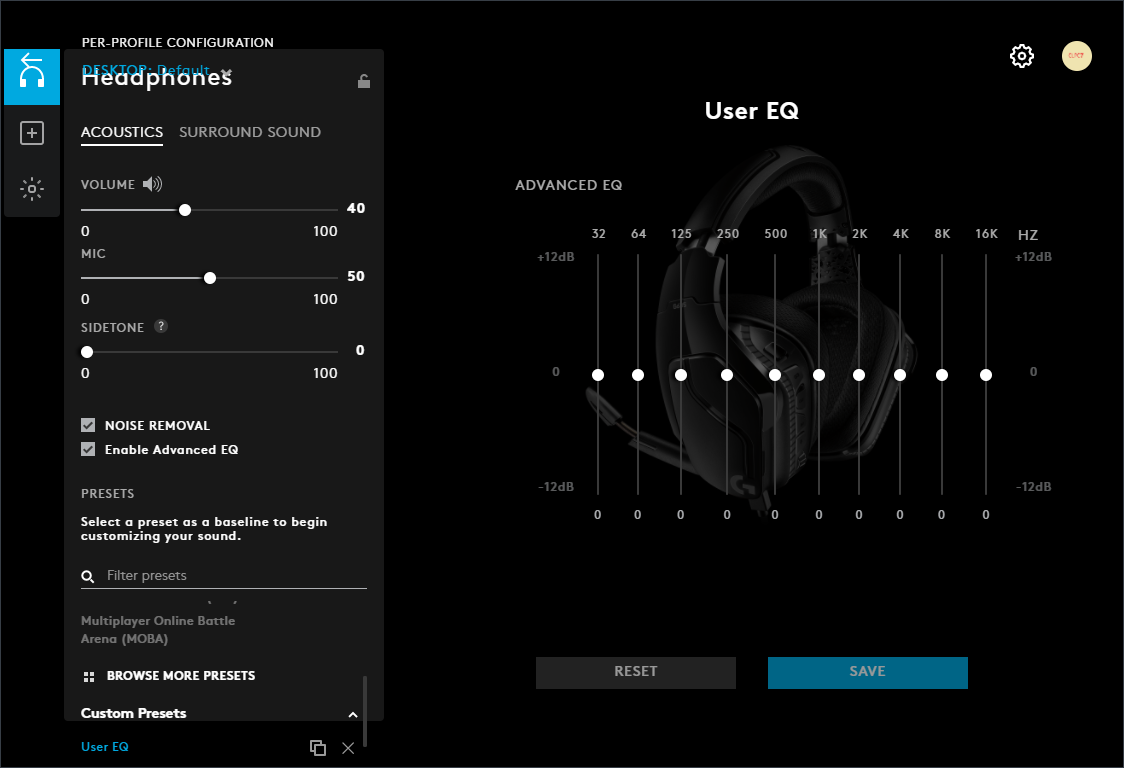 PER-PROFILE CONFIGURATION
DESKTOP: Default
Headphones
ACOUSTICS SURROUND SOUND
VOLUME
40
0 100
MIC
50
0 100
SIDETONE ?
0
0 100
NOISE REMOVAL
Enable Advanced EQ
PRESETS
Select a preset as a baseline to begin
customizing your sound.
Filter presets
Multiplayer Online Battle
Arena (MOBA)
BROWSE MORE PRESETS
Custom Presets
User EQ
User EQ
ADVANCED EQ
32 64 125 250 500 1K 2K 4K 8K 16K HZ
+12dB +12dB
0 0
-12dB -12dB
0 0 0 0 0 0 0 0 0 0
RESET SAVE